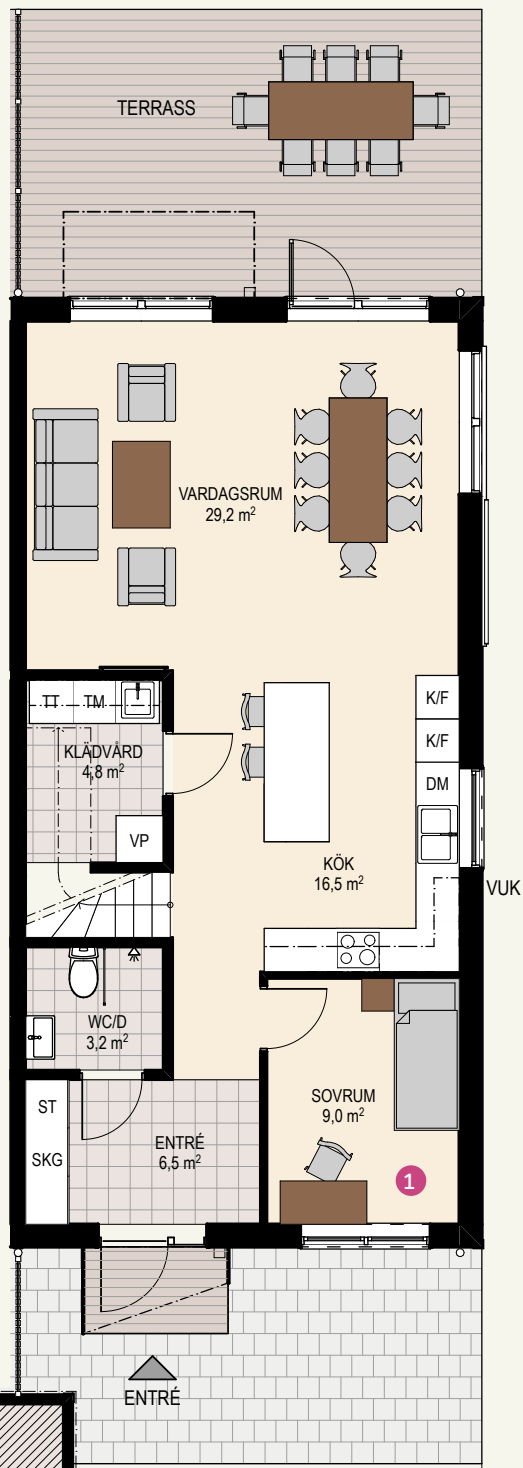 TERRASS
VARDAGSRUM
29,2 m²
TT TM
KLÄDVÅRD
4,8 m²
VP
K/F
K/F
DM
KÖK
16,5 m²
VUK
WC/D
3,2 m²
ST
SKG
ENTRÉ
6,5 m²
SOVRUM
9,0 m²
1
ENTRÉ